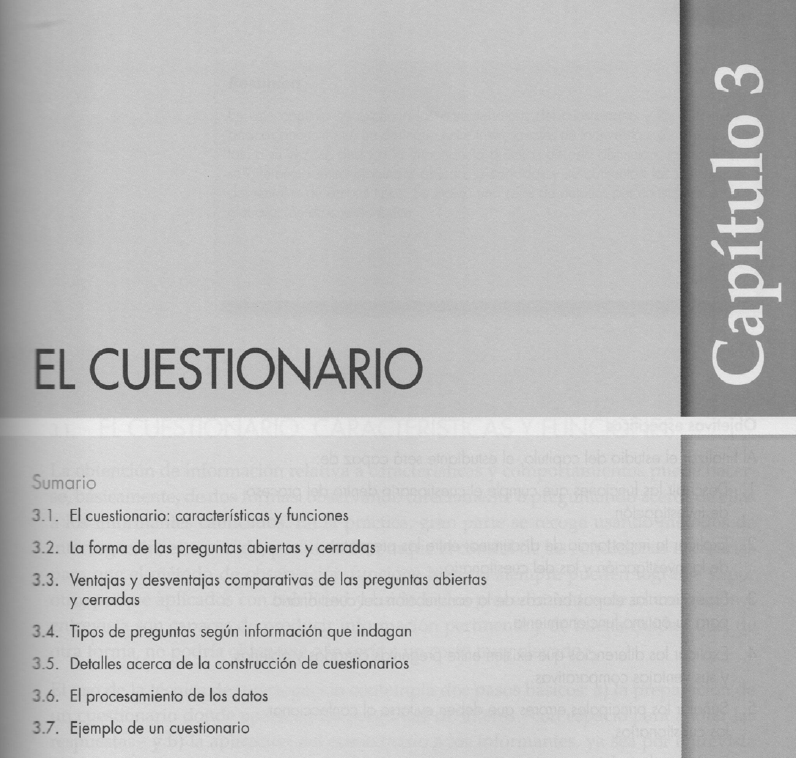 Capítulo 3
EL CUESTIONARIO
Sumario
3.1. El cuestionario: características y funciones
3.2. La forma de las preguntas abiertas y cerradas
3.3. Ventajas y desventajas comparativas de las preguntas abiertas
y cerradas
3.4. Tipos de preguntas según información que indagan
3.5. Detalles acerca de la construcción de cuestionarios
3.6. El procesamiento de los datos
3.7. Ejemplo de un cuestionario